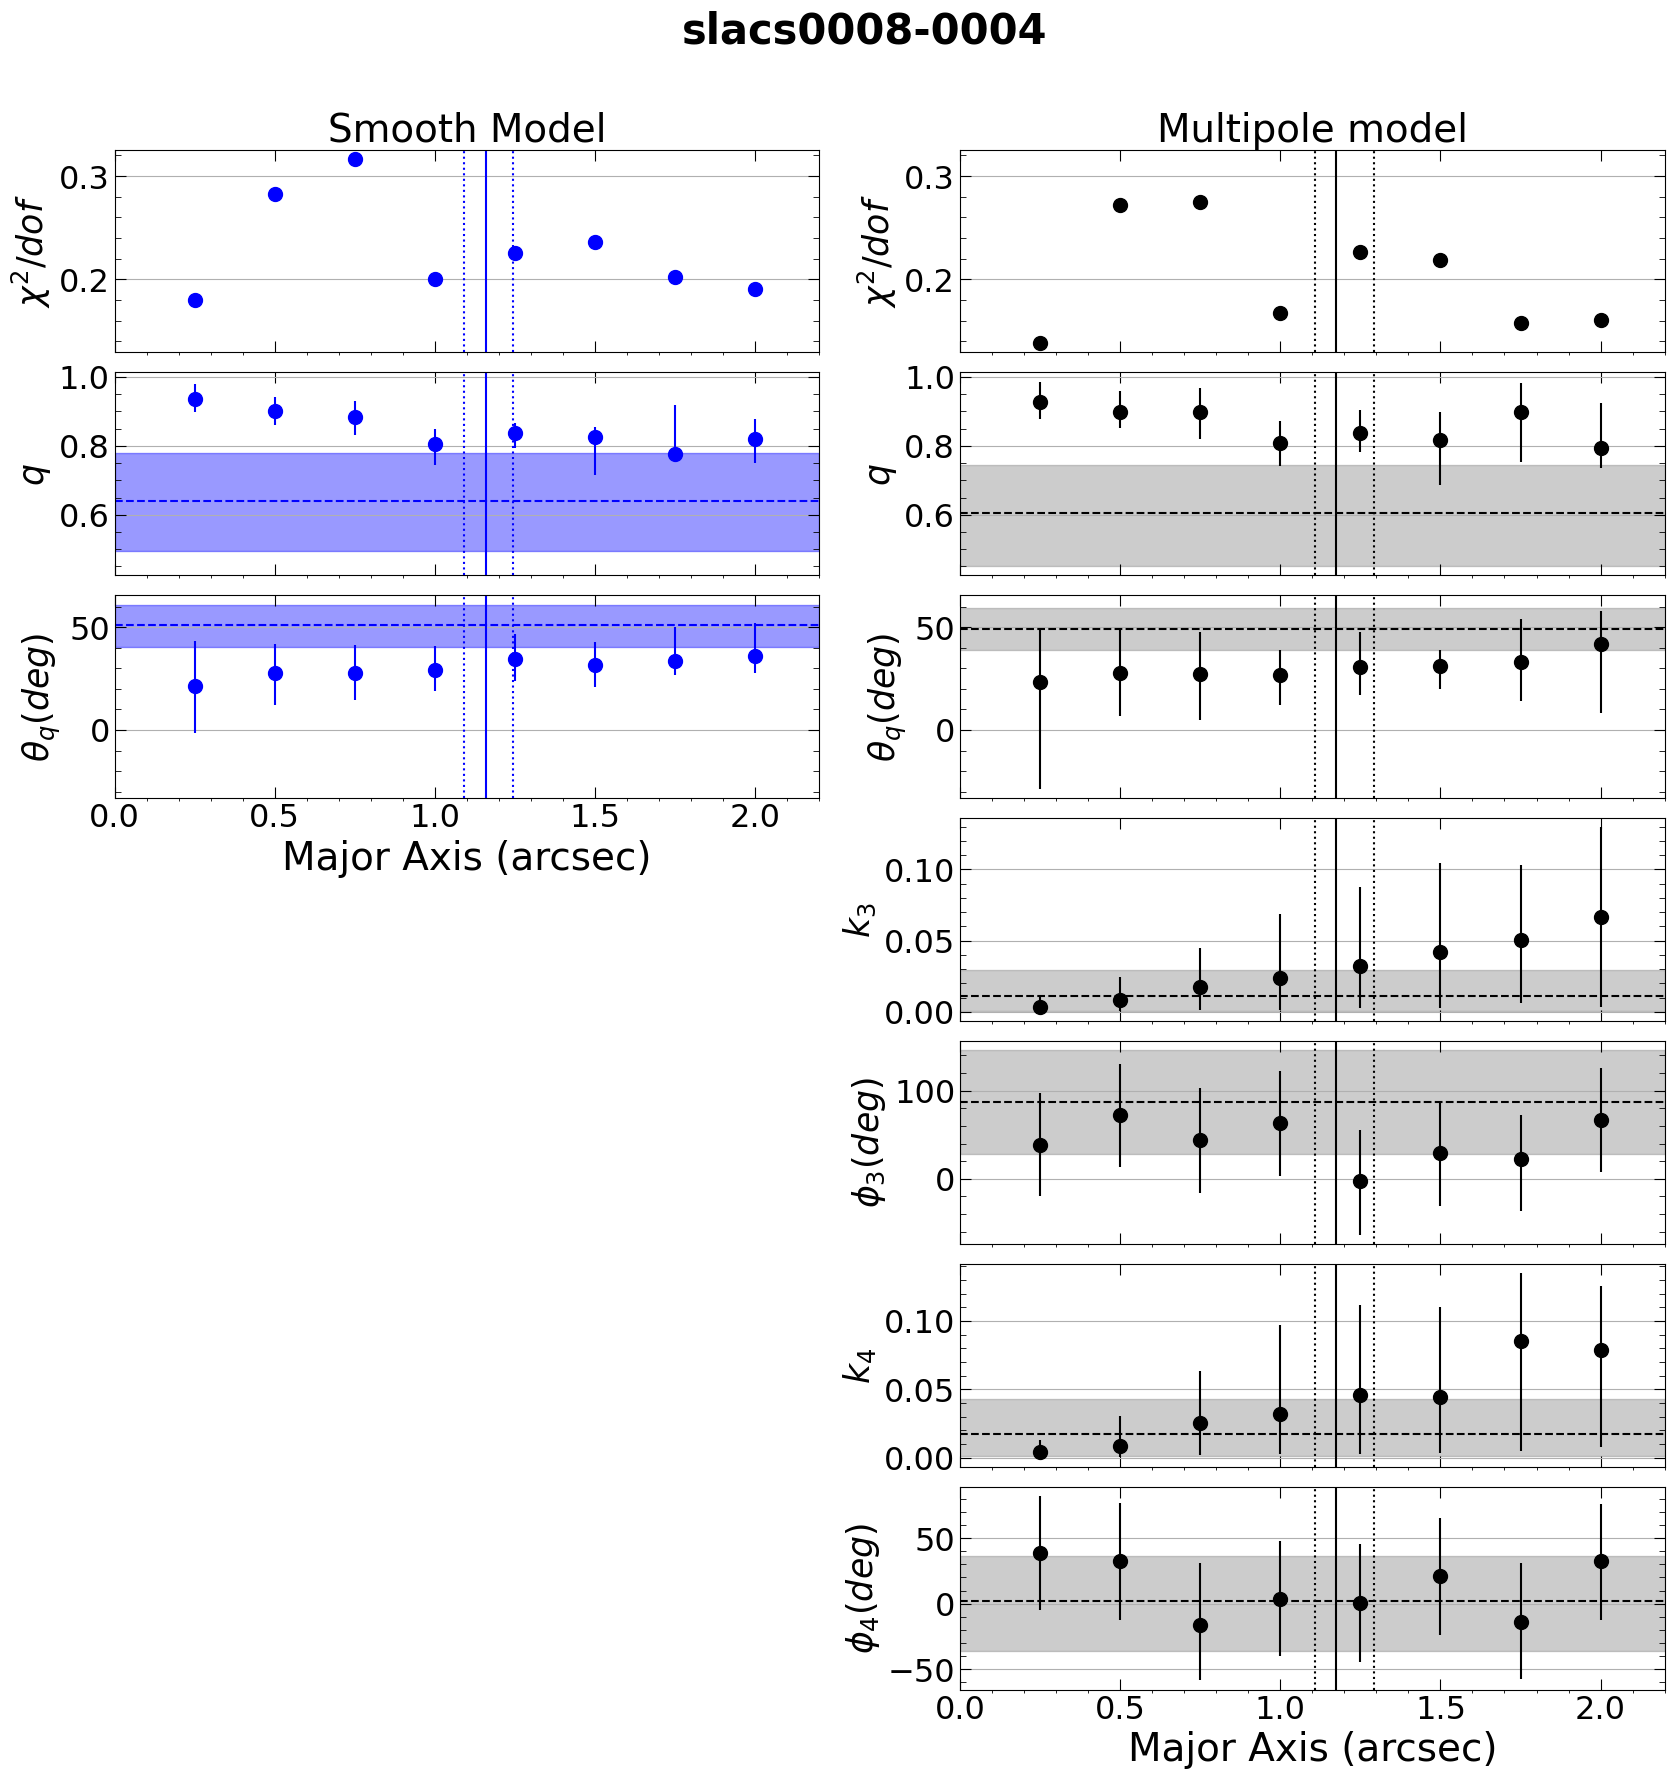 slacs0008-0004
Smooth Model
χ²/dof
0.3
0.2
q
1.0
0.8
0.6
θ_q(deg)
50
0
0.0 0.5 1.0 1.5 2.0
Major Axis (arcsec)
Multipole model
χ²/dof
0.3
0.2
q
1.0
0.8
0.6
θ_q(deg)
50
0
k₃
0.10
0.05
0.00
ϕ₃(deg)
100
0
k₄
0.10
0.05
0.00
ϕ₄(deg)
50
0
−50
0.0 0.5 1.0 1.5 2.0
Major Axis (arcsec)